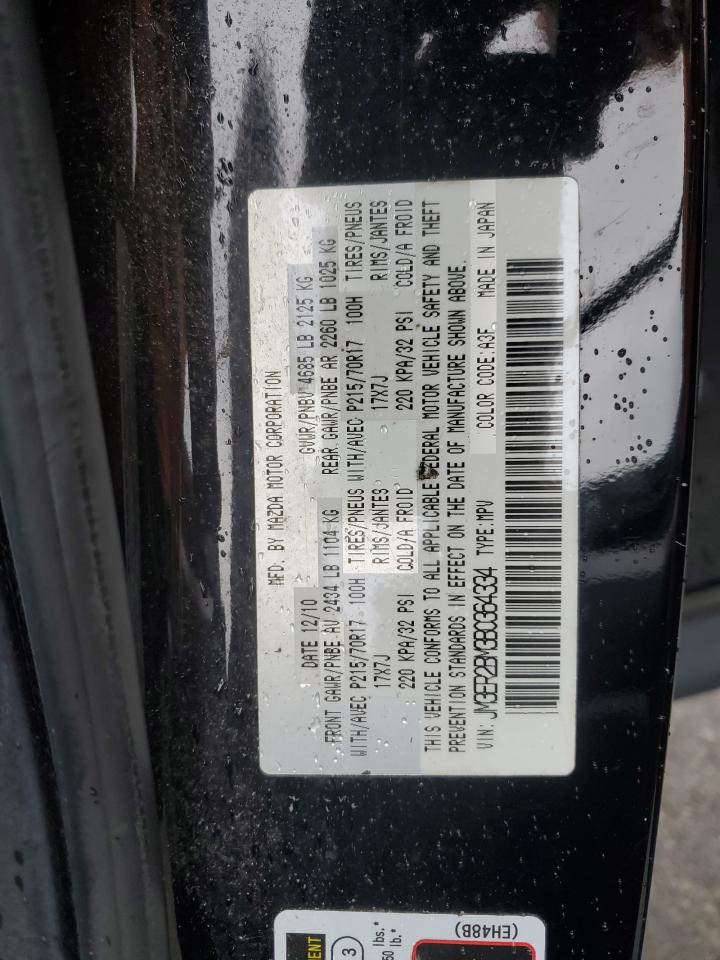 MFD. BY MAZDA MOTOR CORPORATION
DATE 12/10 GVWR/PNBV 4685 LB 2125 KG
FRONT GAWR/PNBE AV 2434 LB 1104 KG REAR GAWR/PNBE AR 2260 LB 1025 KG
WITH/AVEC P215/70R17 100H TIRES/PNEUS WITH/AVEC P215/70R17 100H TIRES/PNEUS
17X7J RIMS/JANTES 17X7J RIMS/JANTES
220 KPA/32 PSI COLD/A FROID 220 KPA/32 PSI COLD/A FROID
THIS VEHICLE CONFORMS TO ALL APPLICABLE FEDERAL MOTOR VEHICLE SAFETY AND THEFT
PREVENTION STANDARDS IN EFFECT ON THE DATE OF MANUFACTURE SHOWN ABOVE.
VIN: JM3ER2BM3B0364334 TYPE: MPV COLOR CODE: A3F MADE IN JAPAN
3
lbs.*
lb.*
(EH48B)